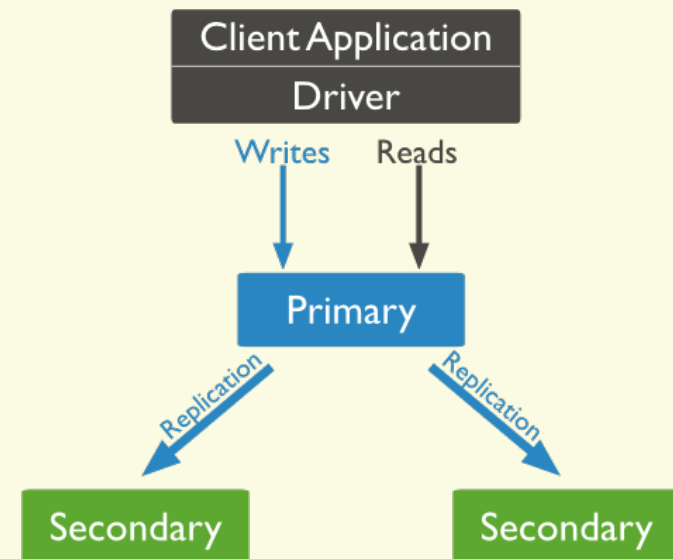 Client Application
Driver
Writes Reads
Primary
Replication Replication
Secondary Secondary